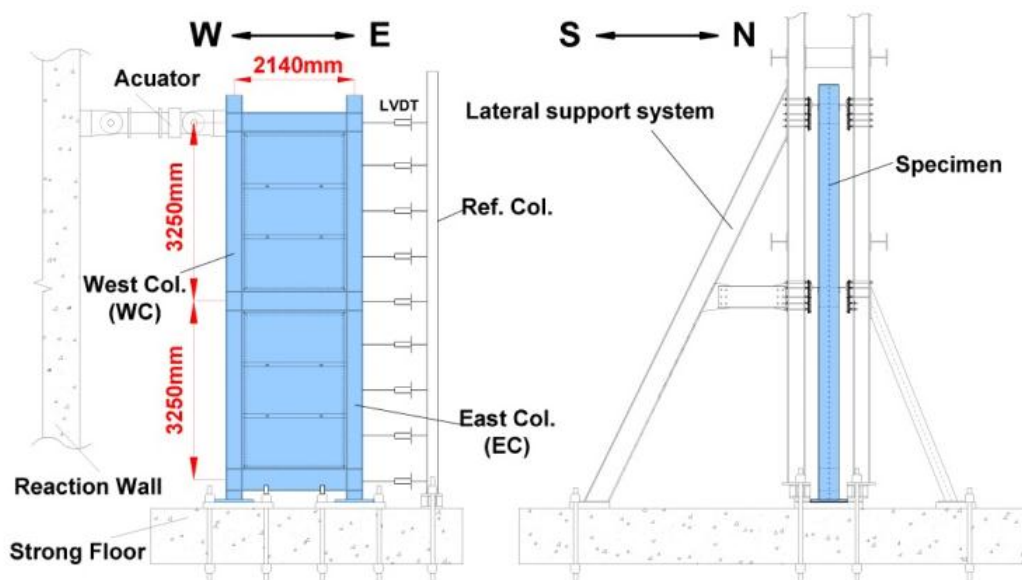 W E
2140mm
Acuator
LVDT
3250mm
Ref. Col.
West Col.
(WC)
3250mm
East Col.
(EC)
Reaction Wall
Strong Floor
S N
Lateral support system
Specimen